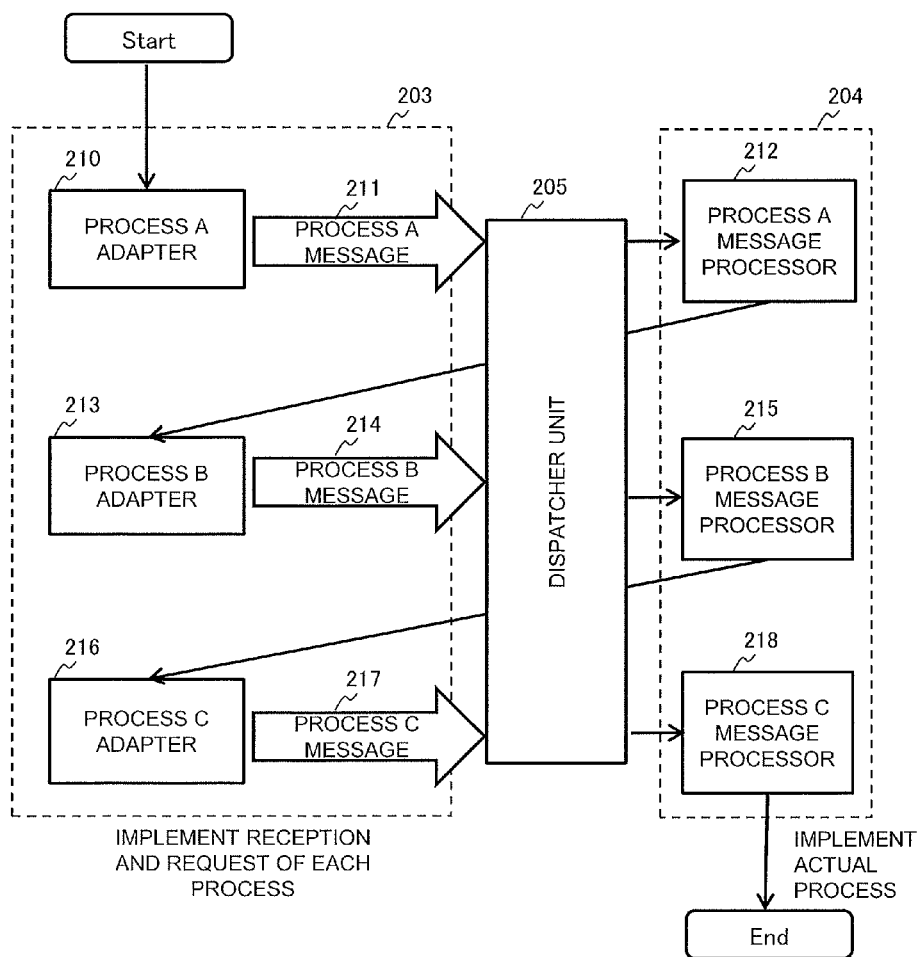 Start
203
204
210
PROCESS A
ADAPTER
211
PROCESS A
MESSAGE
205
DISPATCHER UNIT
212
PROCESS A
MESSAGE
PROCESSOR
213
PROCESS B
ADAPTER
214
PROCESS B
MESSAGE
215
PROCESS B
MESSAGE
PROCESSOR
216
PROCESS C
ADAPTER
217
PROCESS C
MESSAGE
218
PROCESS C
MESSAGE
PROCESSOR
IMPLEMENT RECEPTION
AND REQUEST OF EACH
PROCESS
IMPLEMENT
ACTUAL
PROCESS
End